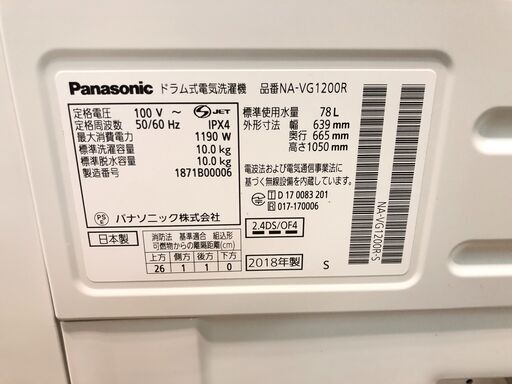 Panasonic ドラム式電気洗濯機 品番NA-VG1200R
定格電圧 100 V ～ S-JET
定格周波数 50/60 Hz IPX4
最大消費電力 1190 W
標準洗濯容量 10.0 kg
標準脱水容量 10.0 kg
製造番号 1871B00006
標準使用水量 78 L
外形寸法 幅 639 mm
奥行 665 mm
高さ1050 mm
電波法および電気通信事業法に
基づく無線設備を内蔵しています。
T D 17 0083 201
R 017-170006
2.4DS/OF4
PSE パナソニック株式会社
日本製
消防法 基準適合 組込形
可燃物からの離隔距離(cm)
上方 側方 後方 下方
26 1 1 0
2018年製 S
NA-VG1200R-S